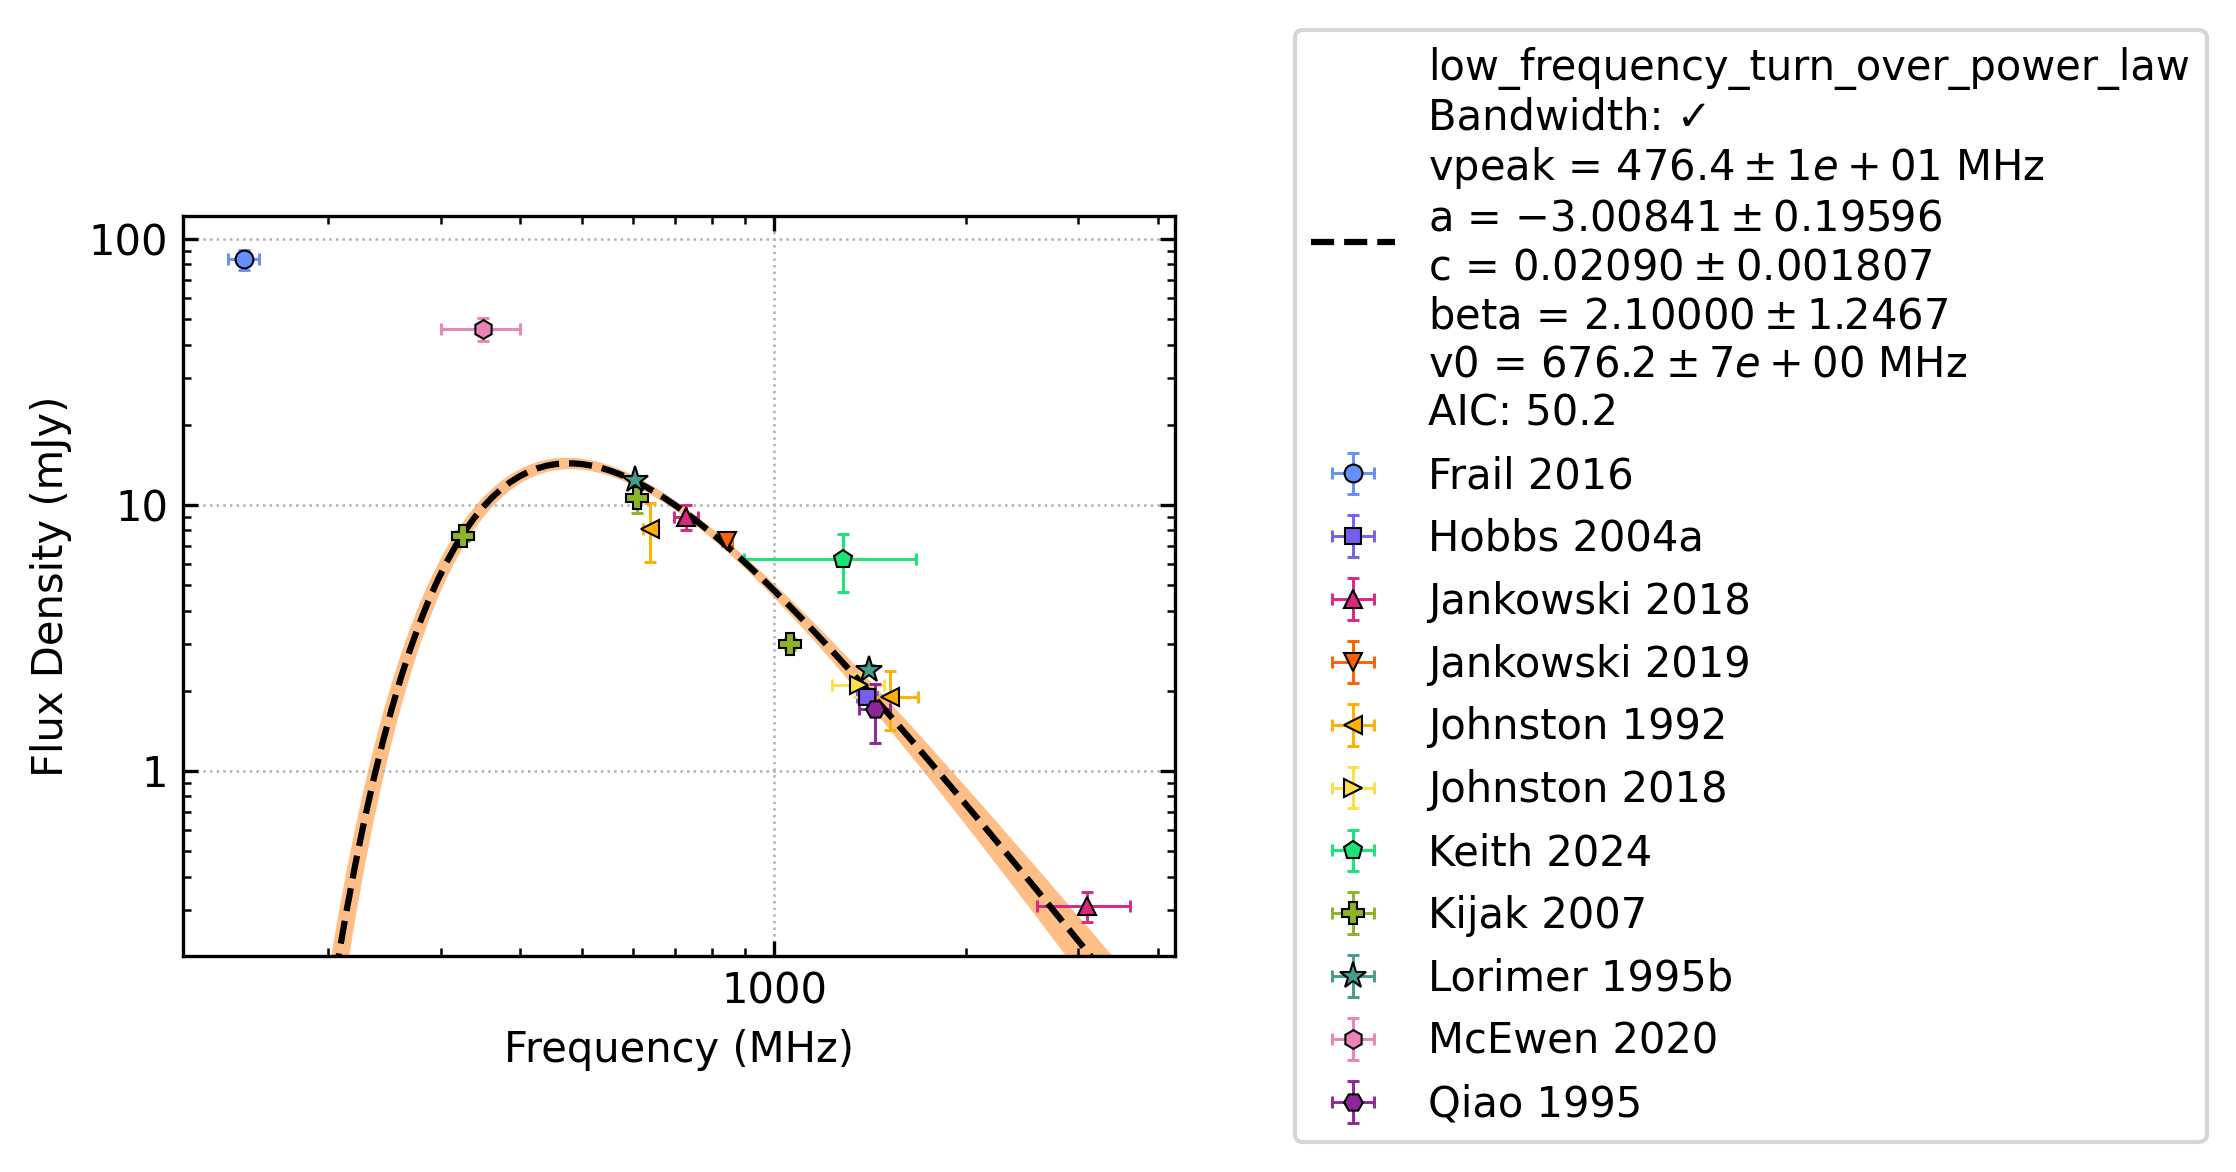 low_frequency_turn_over_power_law
Bandwidth: ✓
vpeak = 476.4 ± 1e + 01 MHz
a = −3.00841 ± 0.19596
c = 0.02090 ± 0.001807
beta = 2.10000 ± 1.2467
v0 = 676.2 ± 7e + 00 MHz
AIC: 50.2
Frail 2016
Hobbs 2004a
Jankowski 2018
Jankowski 2019
Johnston 1992
Johnston 2018
Keith 2024
Kijak 2007
Lorimer 1995b
McEwen 2020
Qiao 1995
Flux Density (mJy)
100
10
1
1000
Frequency (MHz)